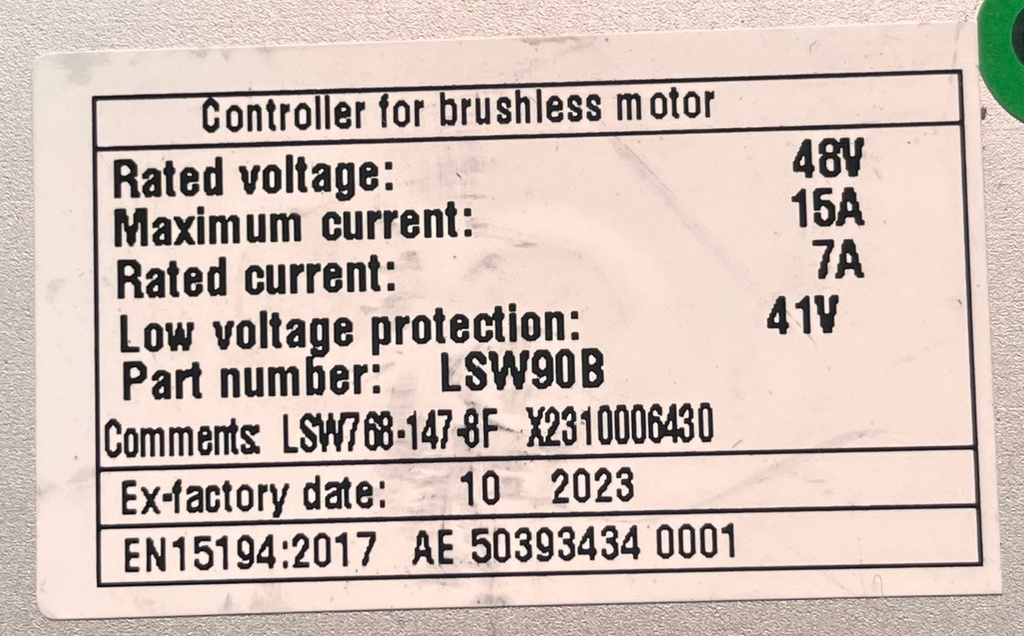 Controller for brushless motor
Rated voltage: 48V
Maximum current: 15A
Rated current: 7A
Low voltage protection: 41V
Part number: LSW90B
Comments: LSW768-147-8F X2310006430
Ex-factory date: 10 2023
EN15194:2017 AE 50393434 0001